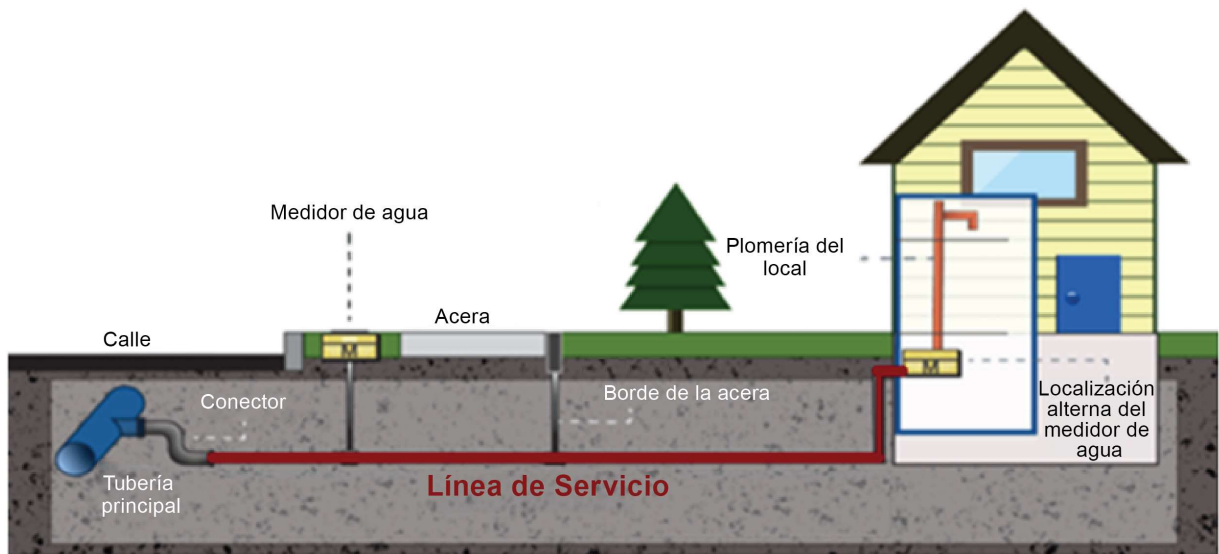 Medidor de agua
Plomería del
local
Acera
Calle
M
M
Localización
alterna del
medidor de
agua
Conector
Borde de la acera
Tubería
principal
Línea de Servicio